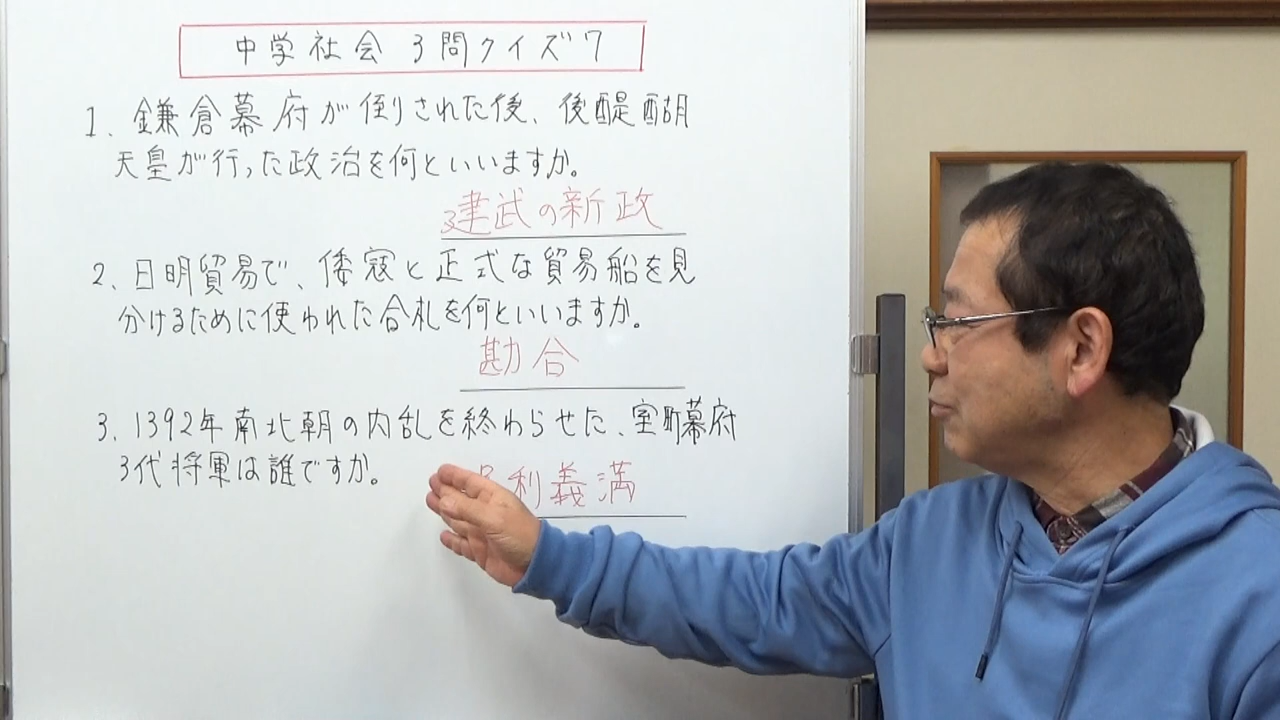 中学社会 3問クイズ7
1. 鎌倉幕府が倒された後、後醍醐
天皇が行った政治を何といいますか。
建武の新政
2. 日明貿易で、倭寇と正式な貿易船を見
分けるために使われた合札を何といいますか。
勘合
3. 1392年南北朝の内乱を終わらせた、室町幕府
3代将軍は誰ですか。
利義満